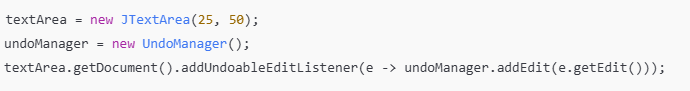 textArea = new JTextArea(25, 50);
undoManager = new UndoManager();
textArea.getDocument().addUndoableEditListener(e -> undoManager.addEdit(e.getEdit()));